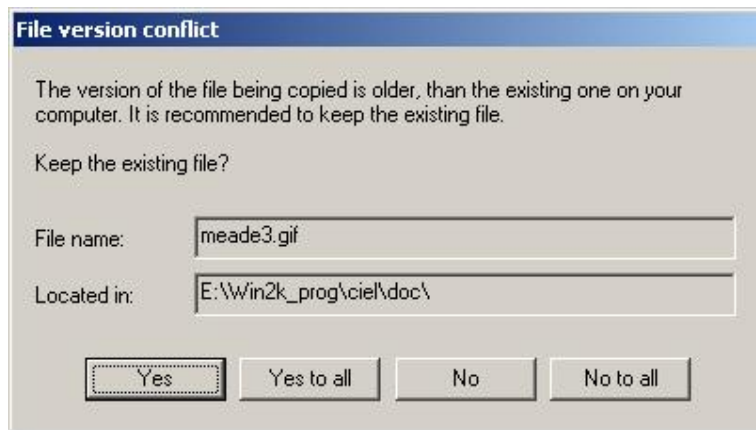 File version conflict
The version of the file being copied is older, than the existing one on your
computer. It is recommended to keep the existing file.
Keep the existing file?
File name: meade3.gif
Located in: E:\Win2k_prog\ciel\doc\
Yes Yes to all No No to all